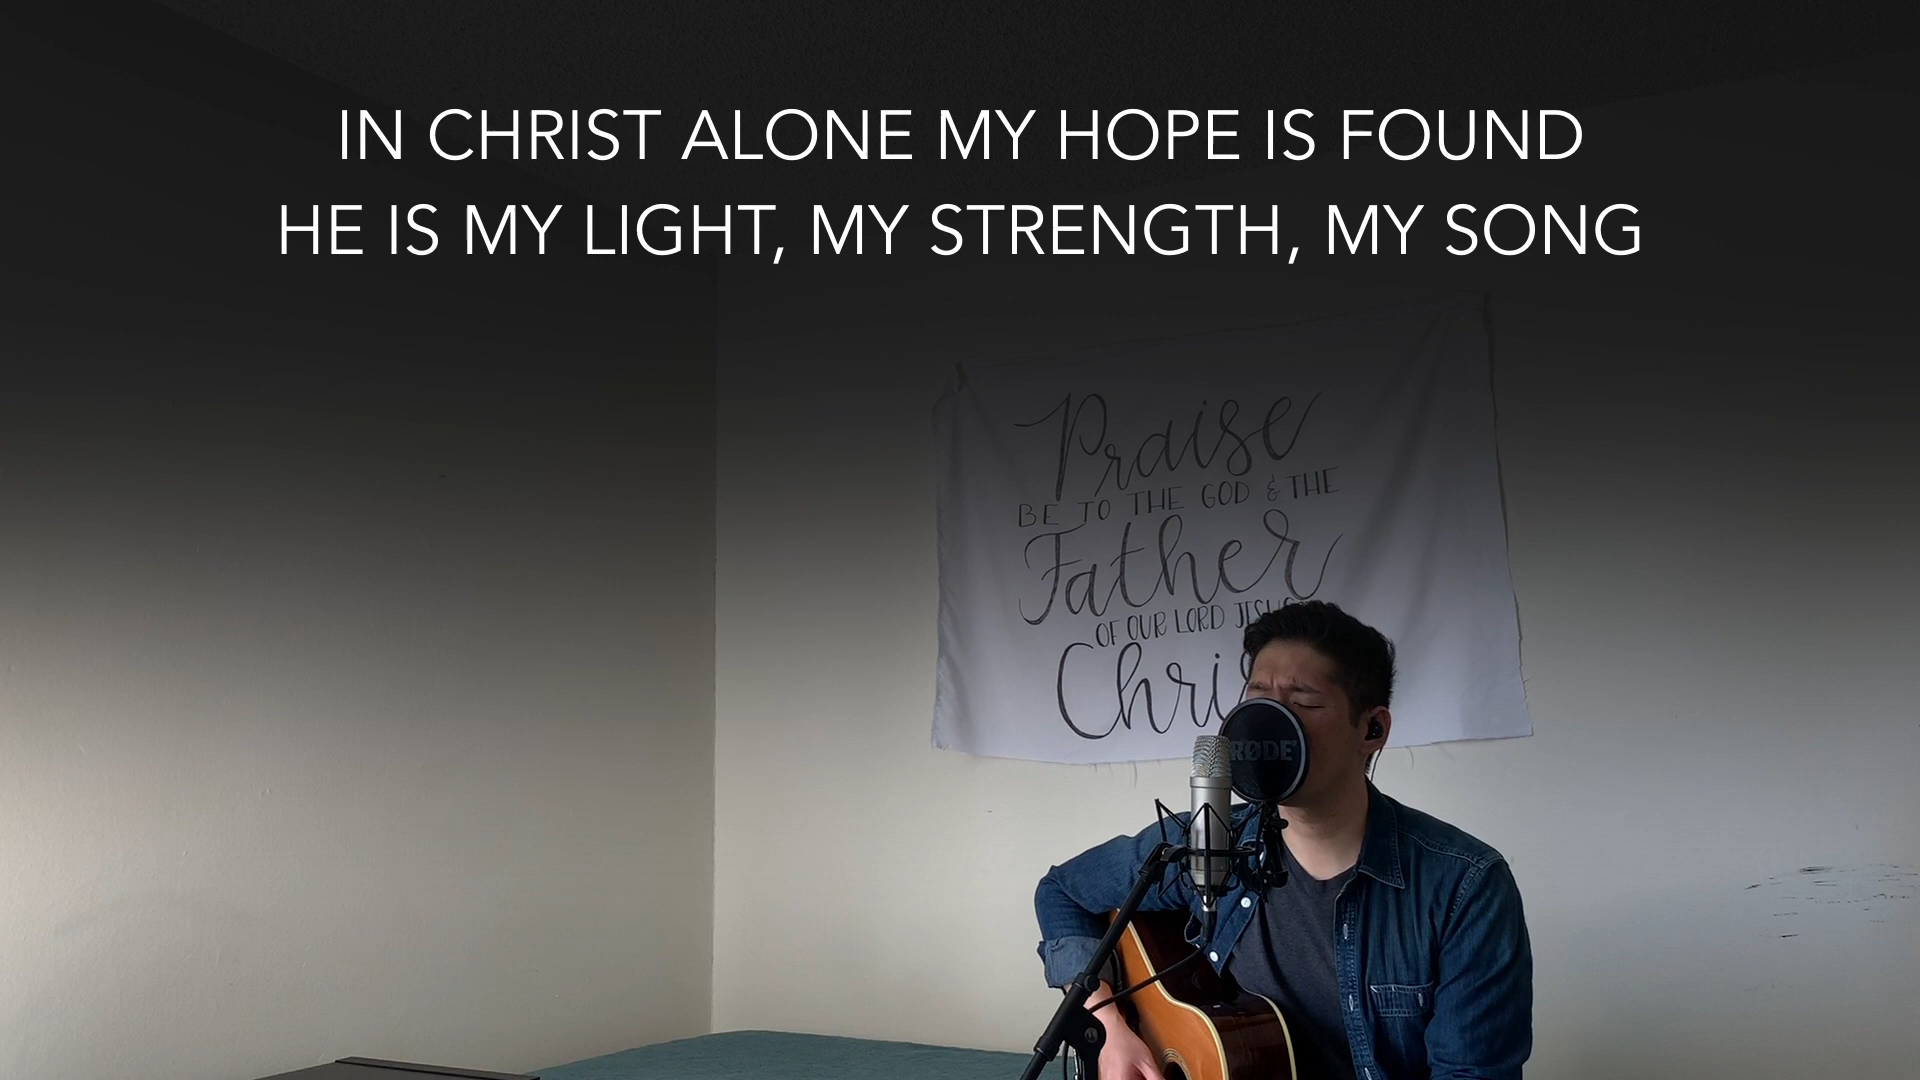 IN CHRIST ALONE MY HOPE IS FOUND
HE IS MY LIGHT, MY STRENGTH, MY SONG
Praise
BE TO THE GOD & THE
Father
OF OUR LORD
RØDE